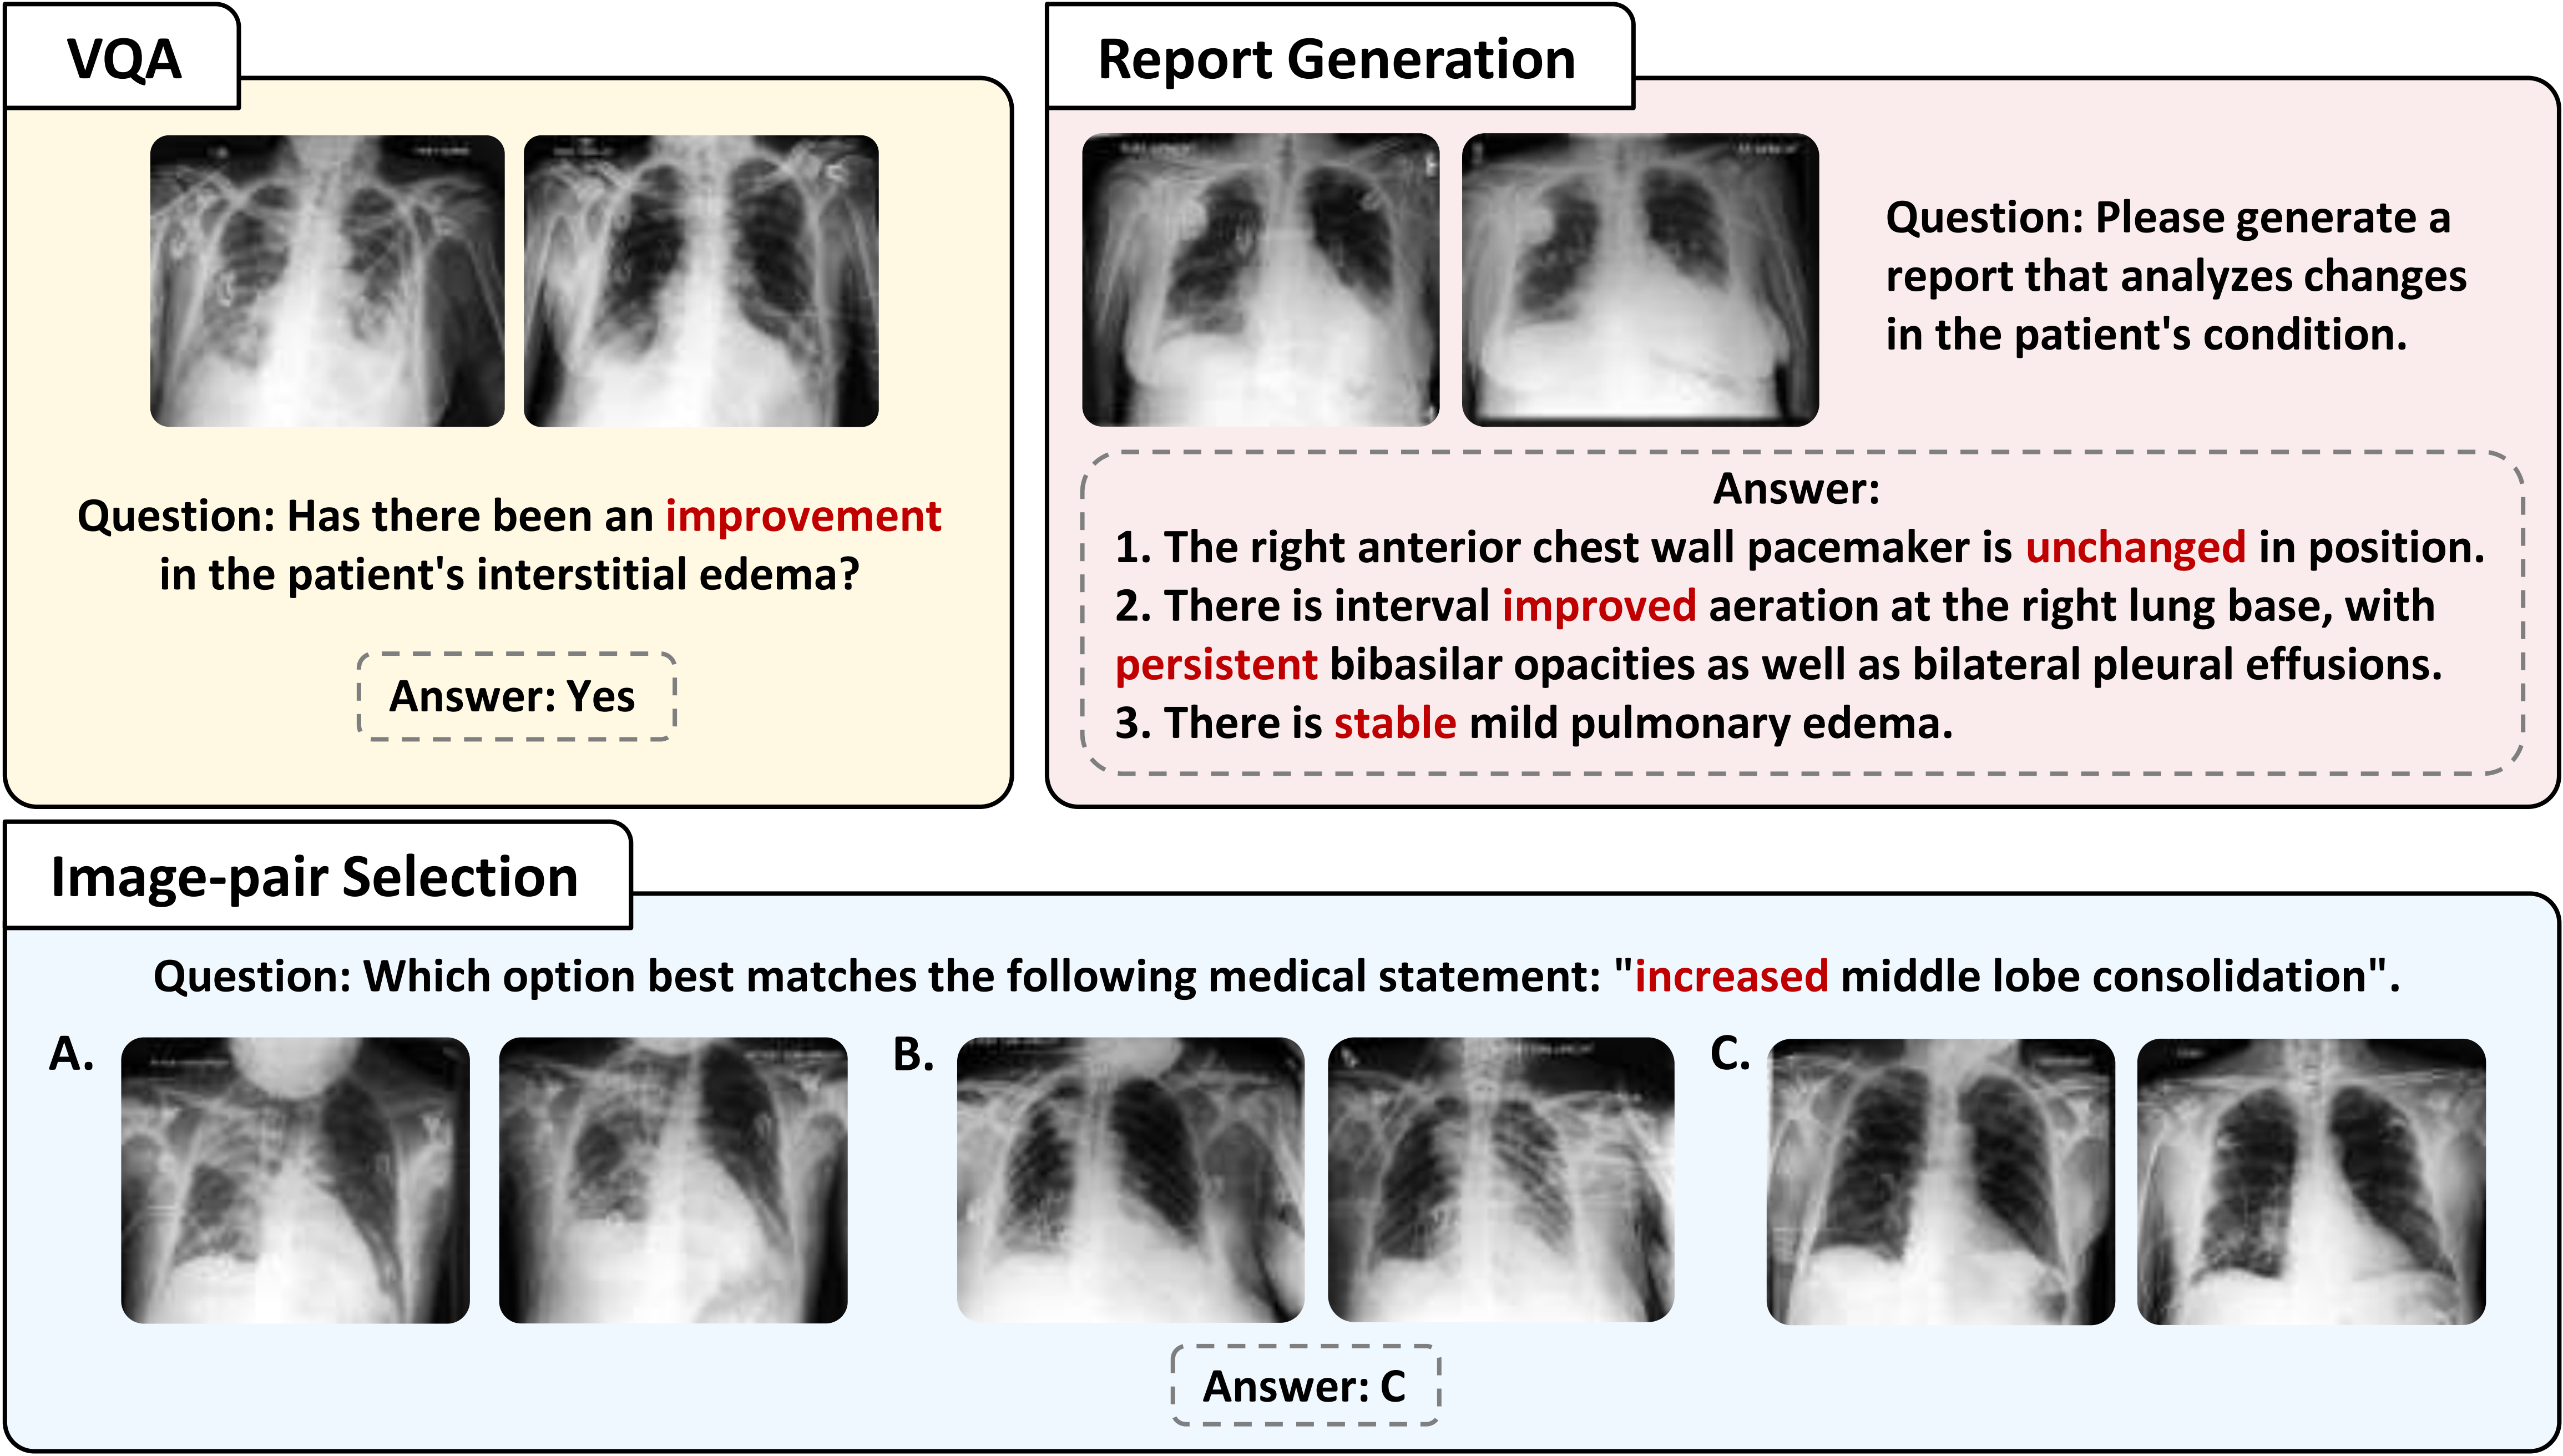 VQA
Question: Has there been an improvement
in the patient's interstitial edema?
Answer: Yes
Report Generation
Question: Please generate a
report that analyzes changes
in the patient's condition.
Answer:
1. The right anterior chest wall pacemaker is unchanged in position.
2. There is interval improved aeration at the right lung base, with
persistent bibasilar opacities as well as bilateral pleural effusions.
3. There is stable mild pulmonary edema.
Image-pair Selection
Question: Which option best matches the following medical statement: "increased middle lobe consolidation".
A.
B.
C.
Answer: C